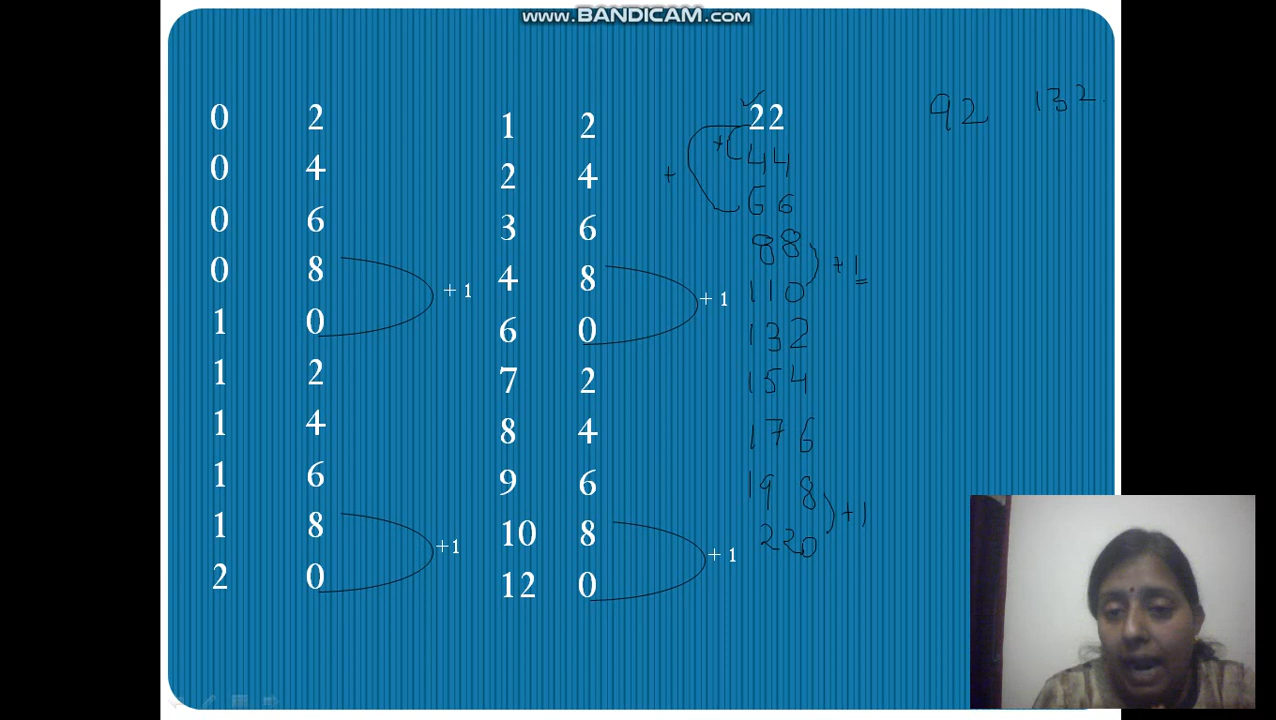 www.BANDICAM.com
0 2 1 2 22 92 132
0 4 2 4 + + 44
0 6 3 6 66
0 8 4 8 88
+ 1 + 1 + 1
1 0 6 0 110
1 2 7 2 132
1 4 8 4 154
1 6 9 6 176
1 8 10 8 198
+1 + 1 +1
2 0 12 0 220